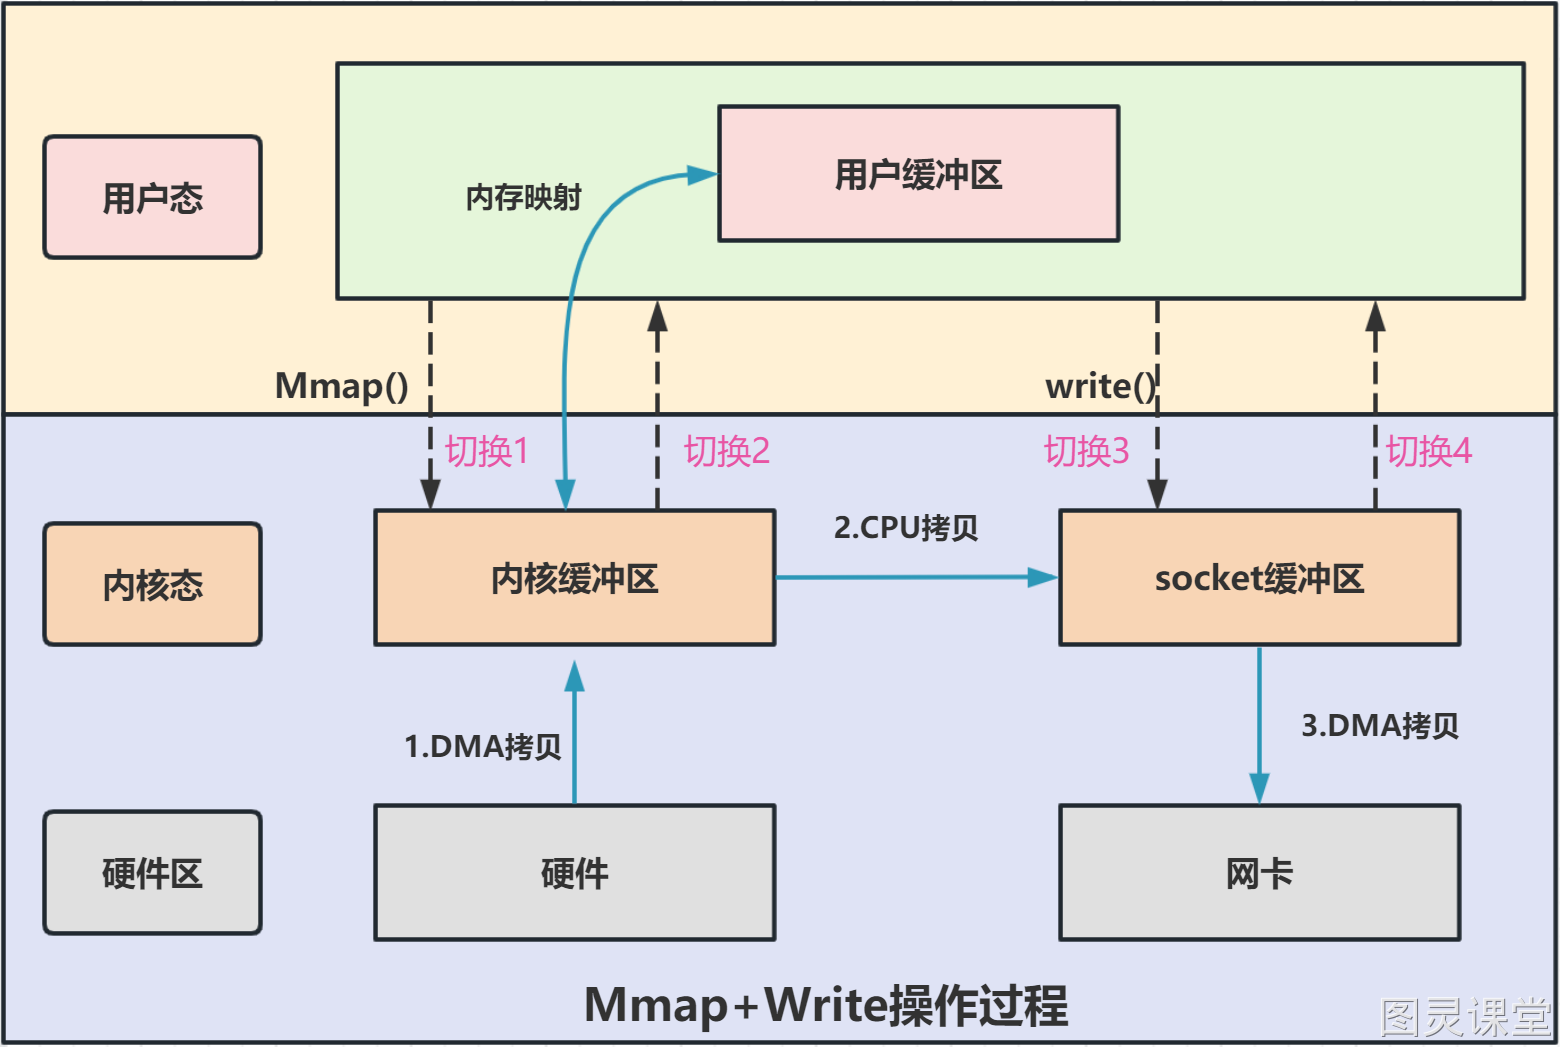 用户态
用户缓冲区
内存映射
Mmap()
write()
切换1
切换2
切换3
切换4
内核态
内核缓冲区
2.CPU拷贝
socket缓冲区
1.DMA拷贝
3.DMA拷贝
硬件区
硬件
网卡
Mmap+Write操作过程
图灵课堂